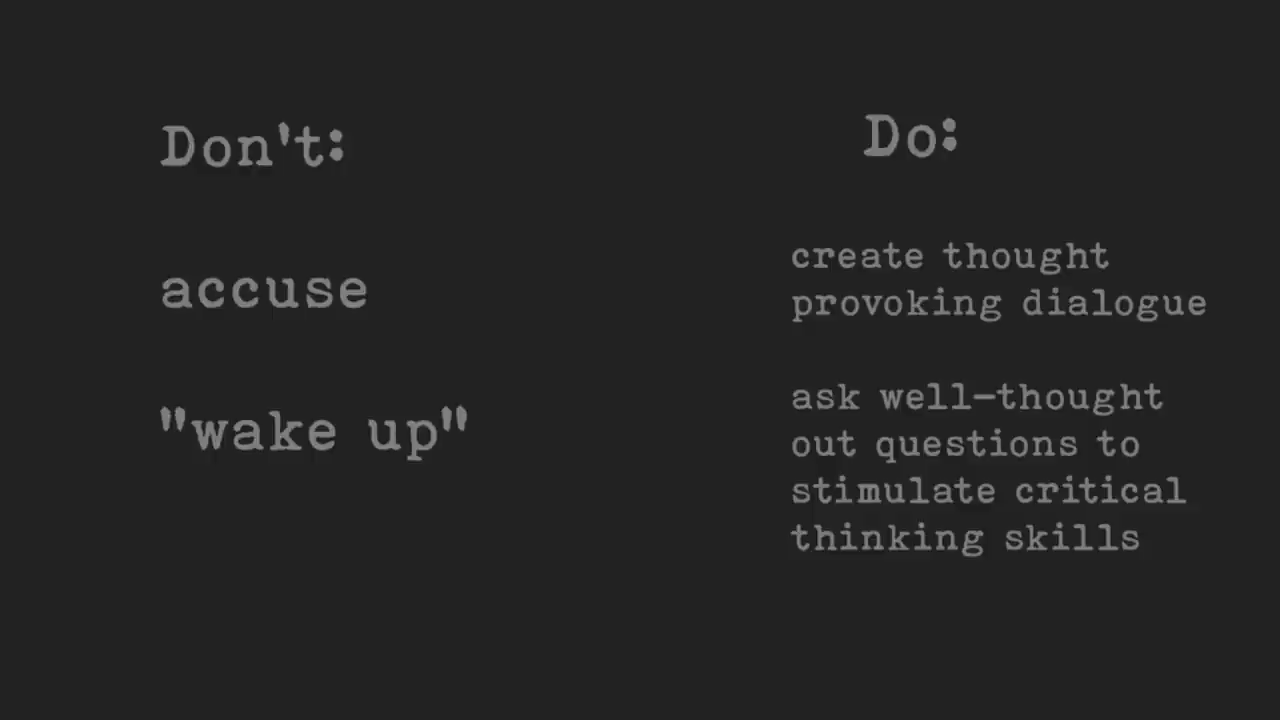 Don't:
accuse
"wake up"
Do:
create thought
provoking dialogue
ask well-thought
out questions to
stimulate critical
thinking skills